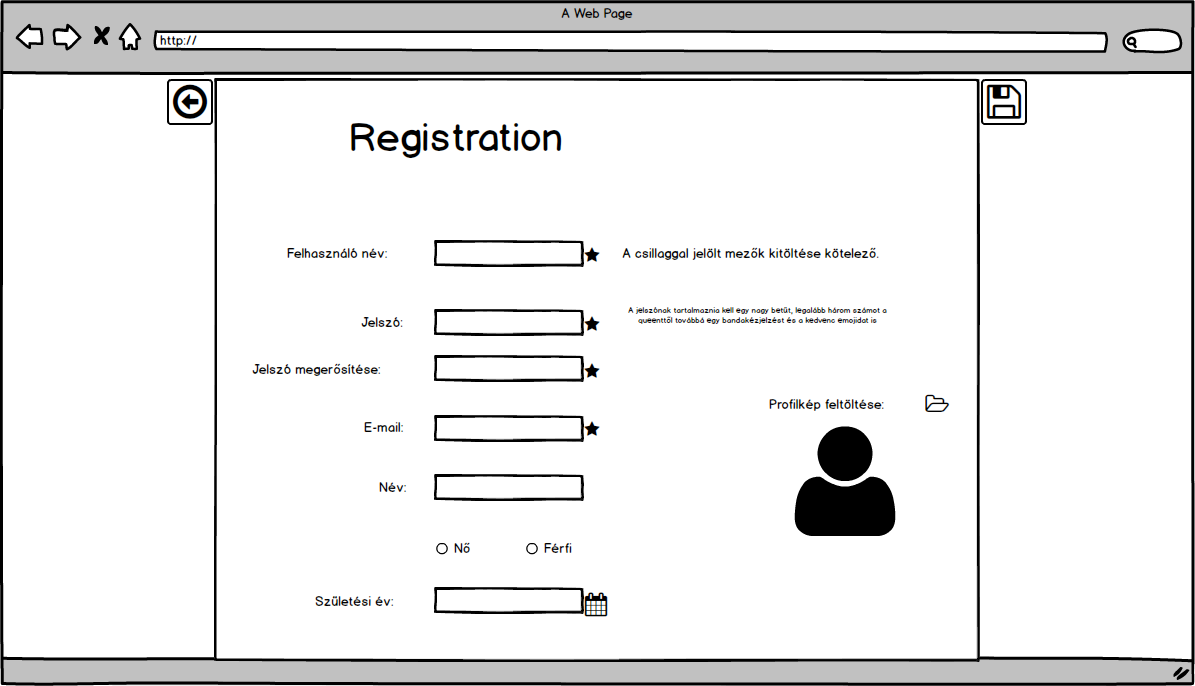 A Web Page
http://
Registration
Felhasználó név:
A csillaggal jelölt mezők kitöltése kötelező.
Jelszó:
A jelszónak tartalmaznia kell egy nagy betűt, legalább három számot a
queenttől továbbá egy bandakézjelzést és a kedvenc emojidat is
Jelszó megerősítése:
Profilkép feltöltése:
E-mail:
Név:
Nő
Férfi
Születési év: